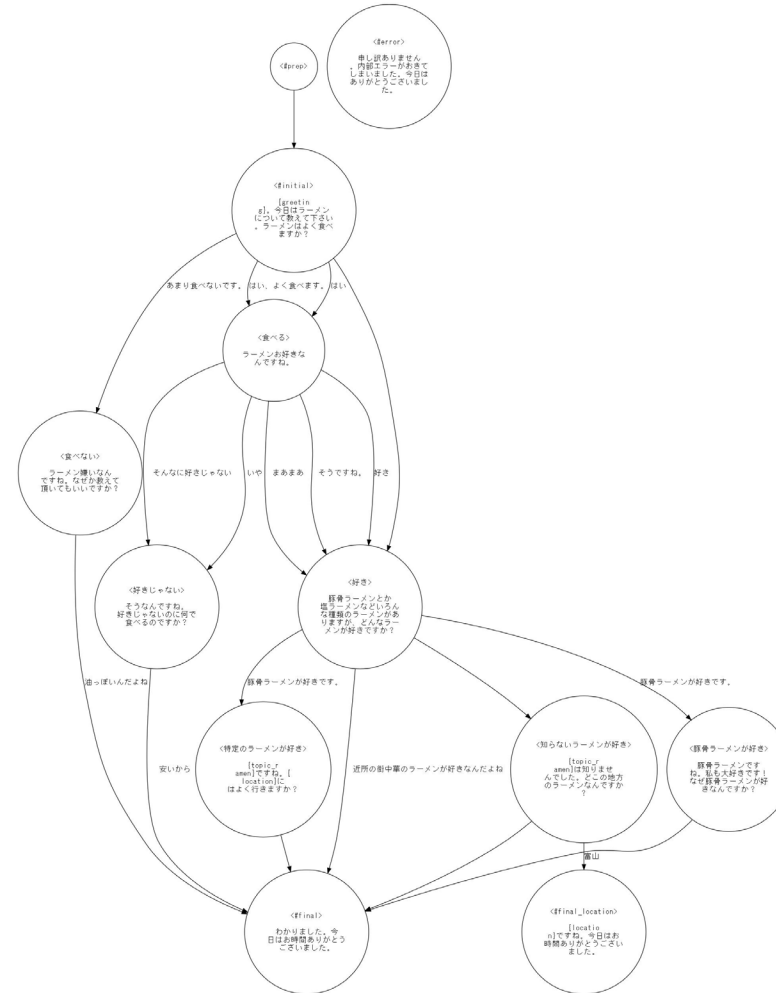 <#prep>
<#error>
申し訳ありません
。内部エラーがおきて
しまいました。今日は
ありがとうございまし
た。
<#initial>
{greetin
g}。今日はラーメン
について教えて下さい
。ラーメンはよく食べ
ますか？
あまり食べないです。
はい、よく食べます。
はい
<食べる>
ラーメンお好きな
んですね。
<食べない>
ラーメン嫌いなん
ですね。なぜか教えて
頂いてもいいですか？
そんなに好きじゃない
いや
まあまあ
そうですね。
好き
<好きじゃない>
そうなんですね。
好きじゃないのに何で
食べるのですか？
<好き>
豚骨ラーメンとか
塩ラーメンなどいろん
な種類のラーメンがあ
りますが、どんなラー
メンが好きですか？
油っぽいんだよね
豚骨ラーメンが好きです。
豚骨ラーメンが好きです。
安いから
<特定のラーメンが好き>
{topic_r
amen}ですね。{
location}に
はよく行きますか？
近所の街中華のラーメンが好きなんだよね
<知らないラーメンが好き>
{topic_r
amen}は知りませ
んでした。どこの地方
のラーメンなんですか
？
<豚骨ラーメンが好き>
豚骨ラーメンです
ね。私も大好きです！
なぜ豚骨ラーメンが好
きなんですか？
富山
<#final>
わかりました。今
日はお時間ありがとう
ございました。
<#final_location>
{locatio
n}ですね。今日はお
時間ありがとうござい
ました。